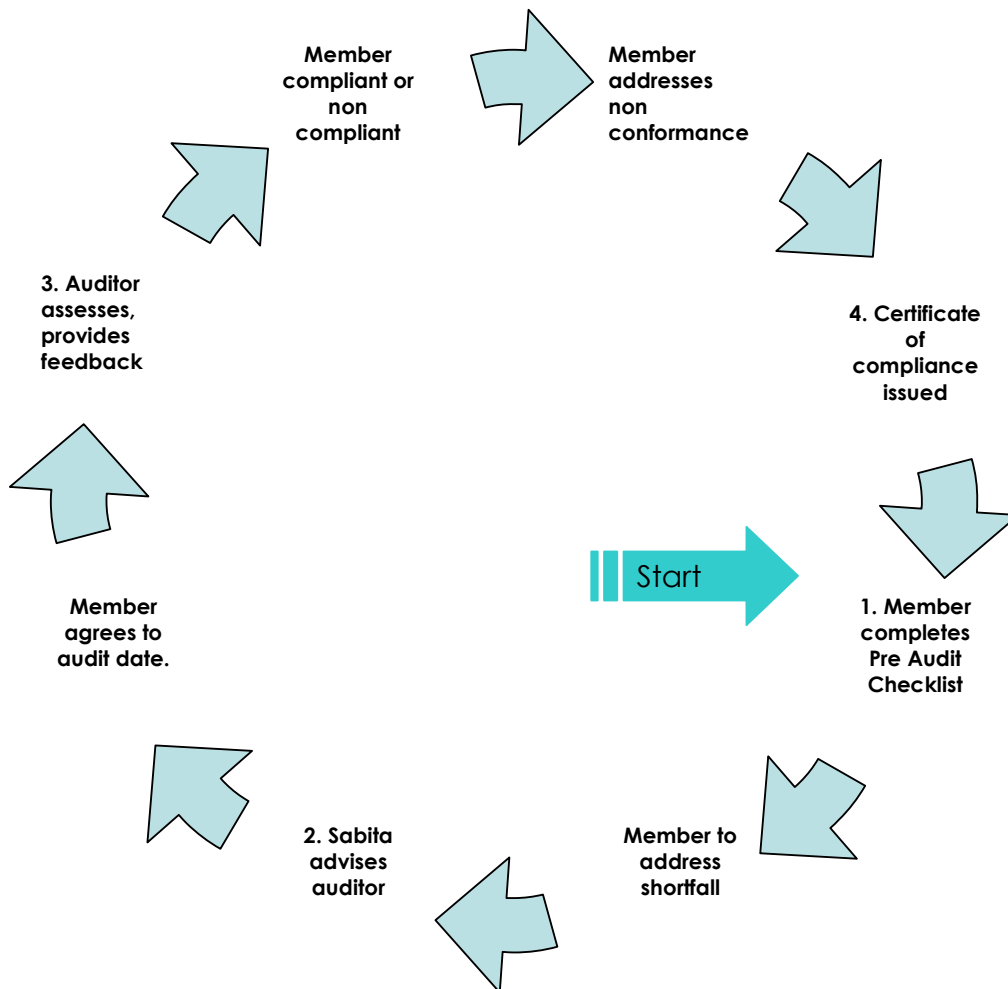 Member
compliant or
non
compliant
Member
addresses
non
conformance
3. Auditor
assesses,
provides
feedback
4. Certificate
of
compliance
issued
Start
Member
agrees to
audit date.
1. Member
completes
Pre Audit
Checklist
2. Sabita
advises
auditor
Member to
address
shortfall